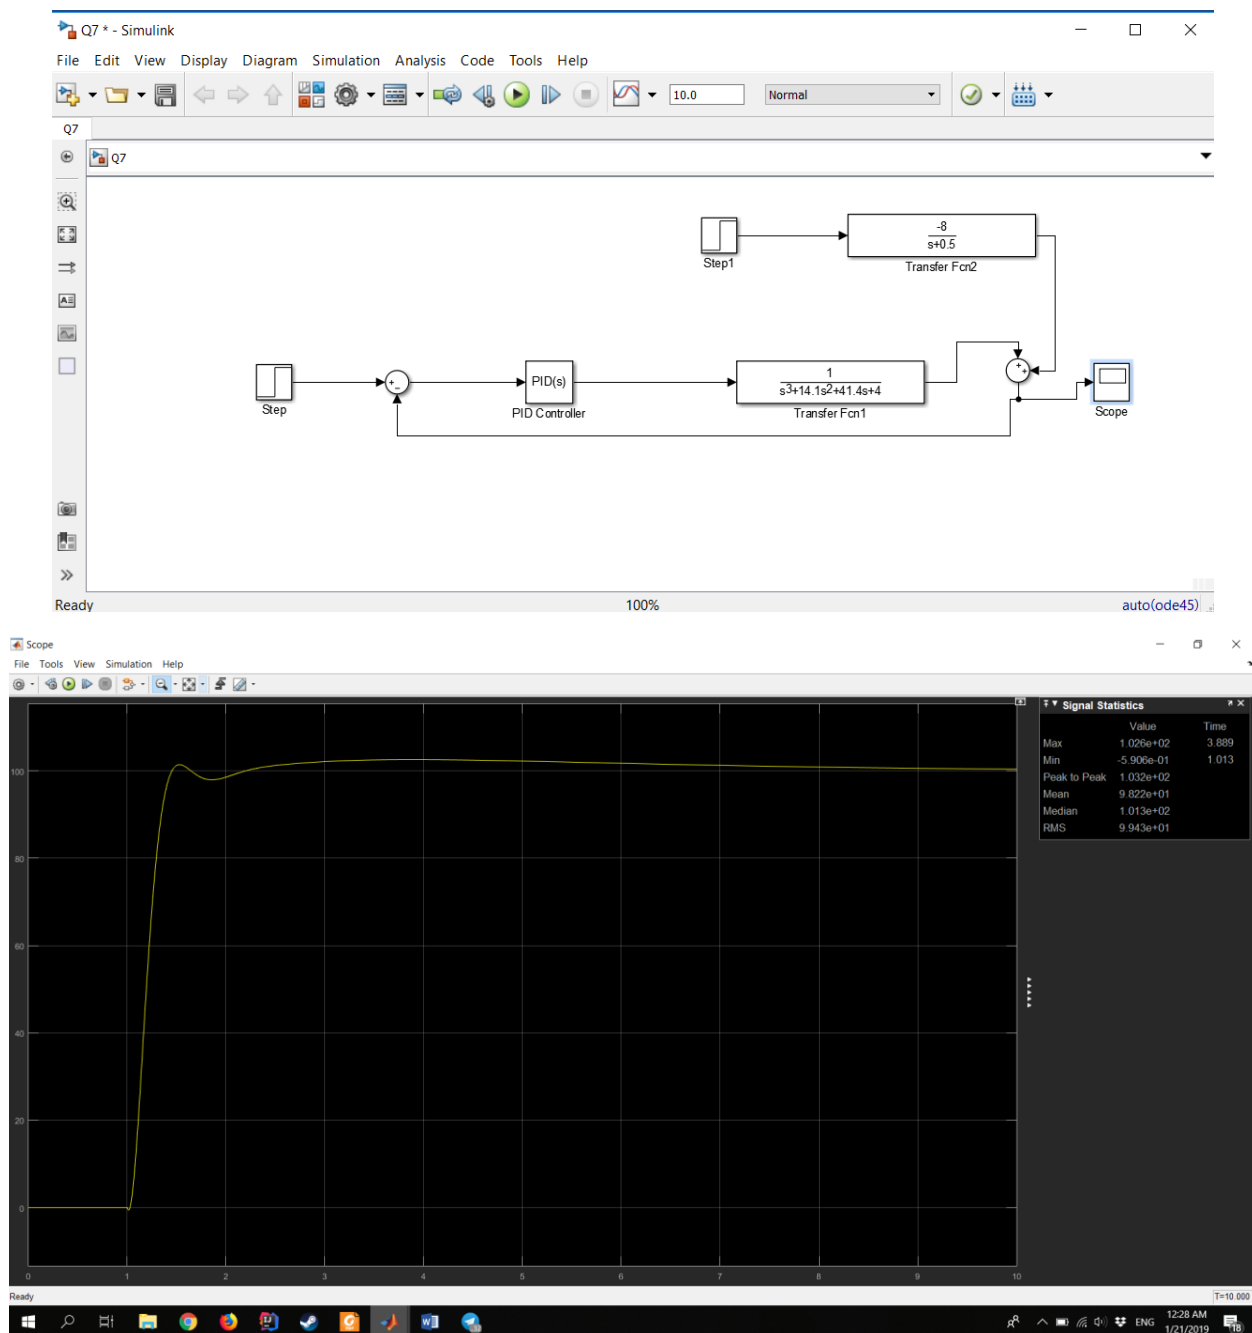 Q7 * - Simulink
File Edit View Display Diagram Simulation Analysis Code Tools Help
10.0 Normal
Q7
Q7
-8
s+0.5
Step1
Transfer Fcn2
PID(s)
1
s3+14.1s2+41.4s+4
Step
PID Controller
Transfer Fcn1
Scope
Ready 100% auto(ode45)
Scope
File Tools View Simulation Help
Signal Statistics
Value Time
Max 1.026e+02 3.889
Min -5.906e-01 1.013
Peak to Peak 1.032e+02
Mean 9.822e+01
Median 1.013e+02
RMS 9.943e+01
100
80
60
40
20
0
0 1 2 3 4 5 6 7 8 9 10
Ready T=10.000
ENG 12:28 AM
1/21/2019 18